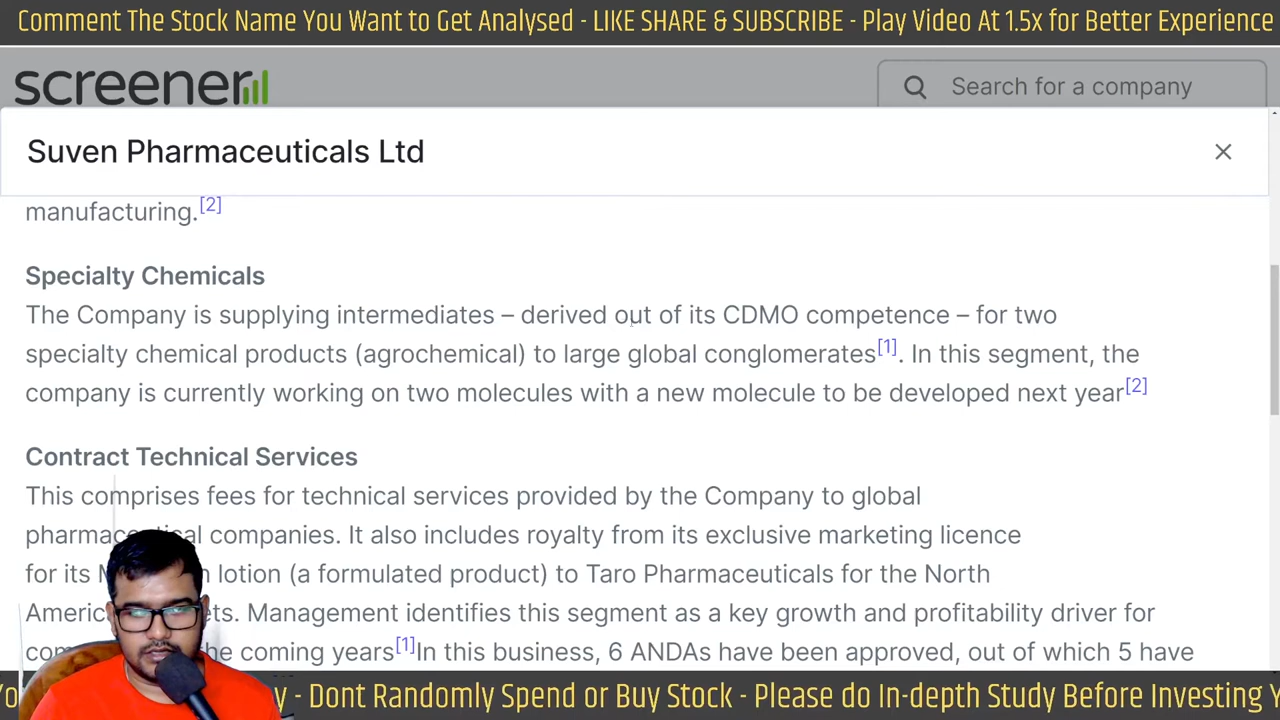 Comment The Stock Name You Want to Get Analysed - LIKE SHARE & SUBSCRIBE - Play Video At 1.5x for Better Experience
screener
Search for a company
Suven Pharmaceuticals Ltd
manufacturing.[2]
Specialty Chemicals
The Company is supplying intermediates – derived out of its CDMO competence – for two
specialty chemical products (agrochemical) to large global conglomerates[1]. In this segment, the
company is currently working on two molecules with a new molecule to be developed next year[2]
Contract Technical Services
This comprises fees for technical services provided by the Company to global
companies. It also includes royalty from its exclusive marketing licence
for its lotion (a formulated product) to Taro Pharmaceuticals for the North
Management identifies this segment as a key growth and profitability driver for
coming years[1]In this business, 6 ANDAs have been approved, out of which 5 have
- Dont Randomly Spend or Buy Stock - Please do In-depth Study Before Investing